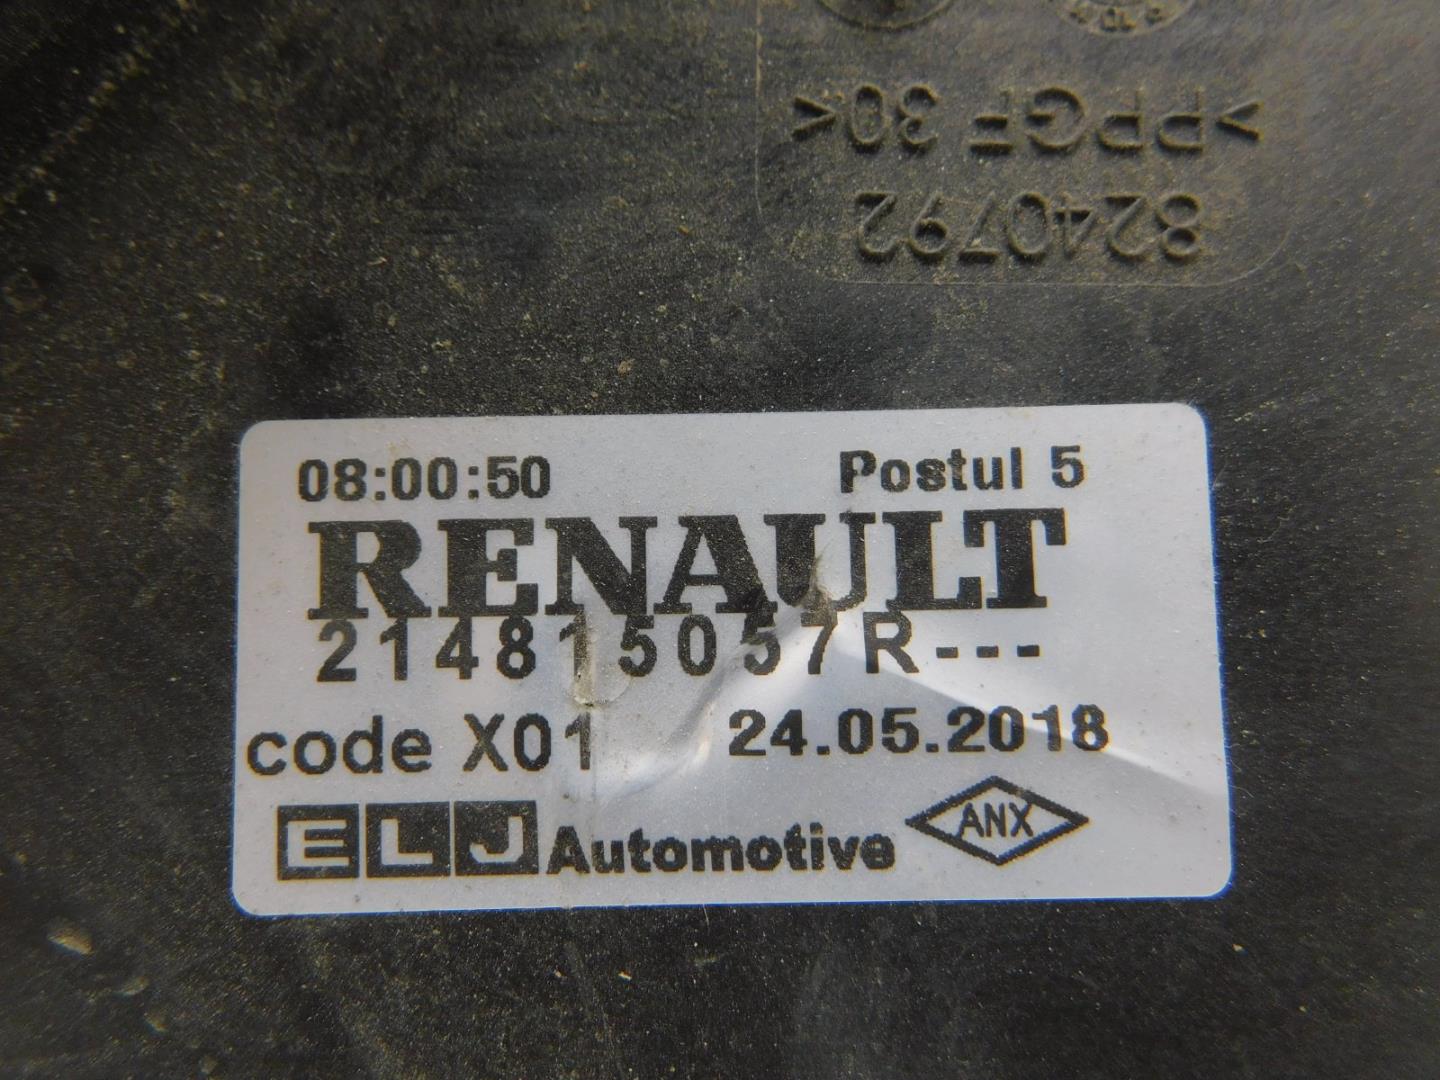 >PPGF 30<
8240792
08:00:50 Postul 5
RENAULT
214815057R---
code X01 24.05.2018
ELJ Automotive ANX